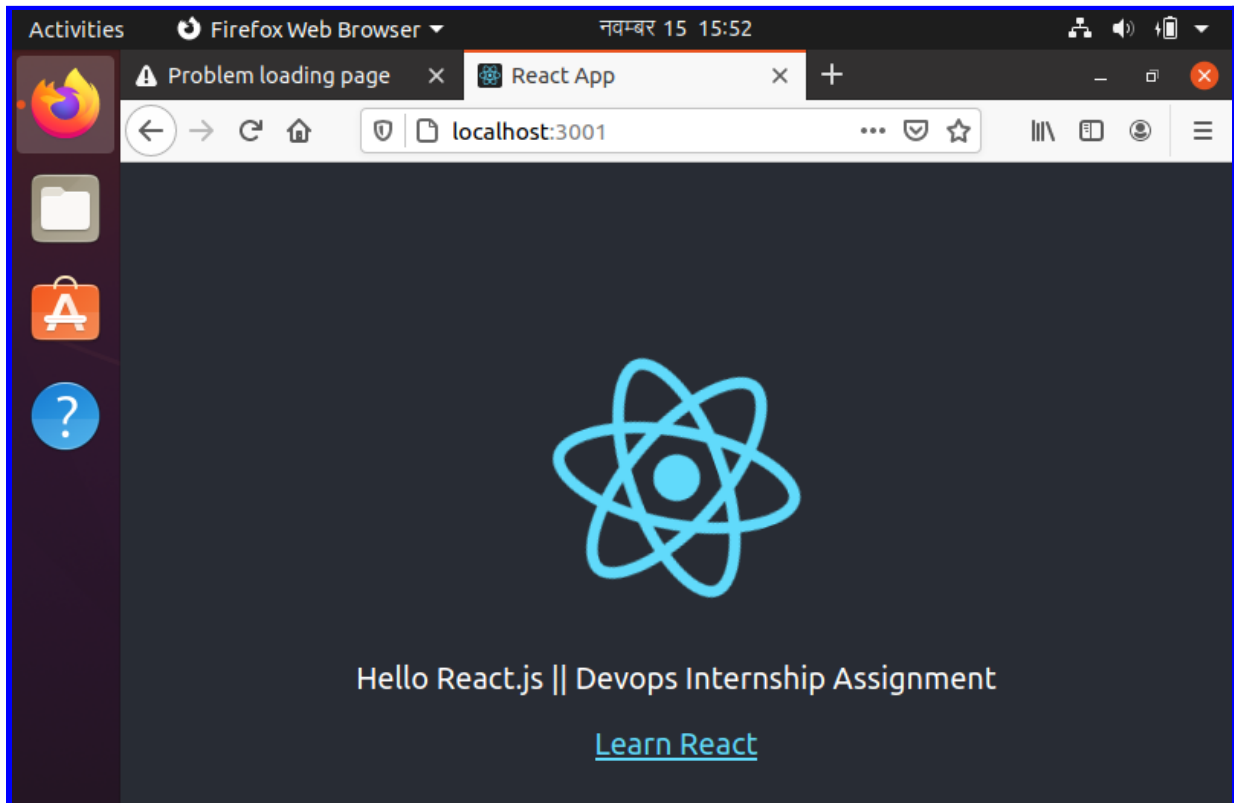 Activities Firefox Web Browser नवम्बर 15 15:52
Problem loading page React App
localhost:3001
Hello React.js || Devops Internship Assignment
Learn React